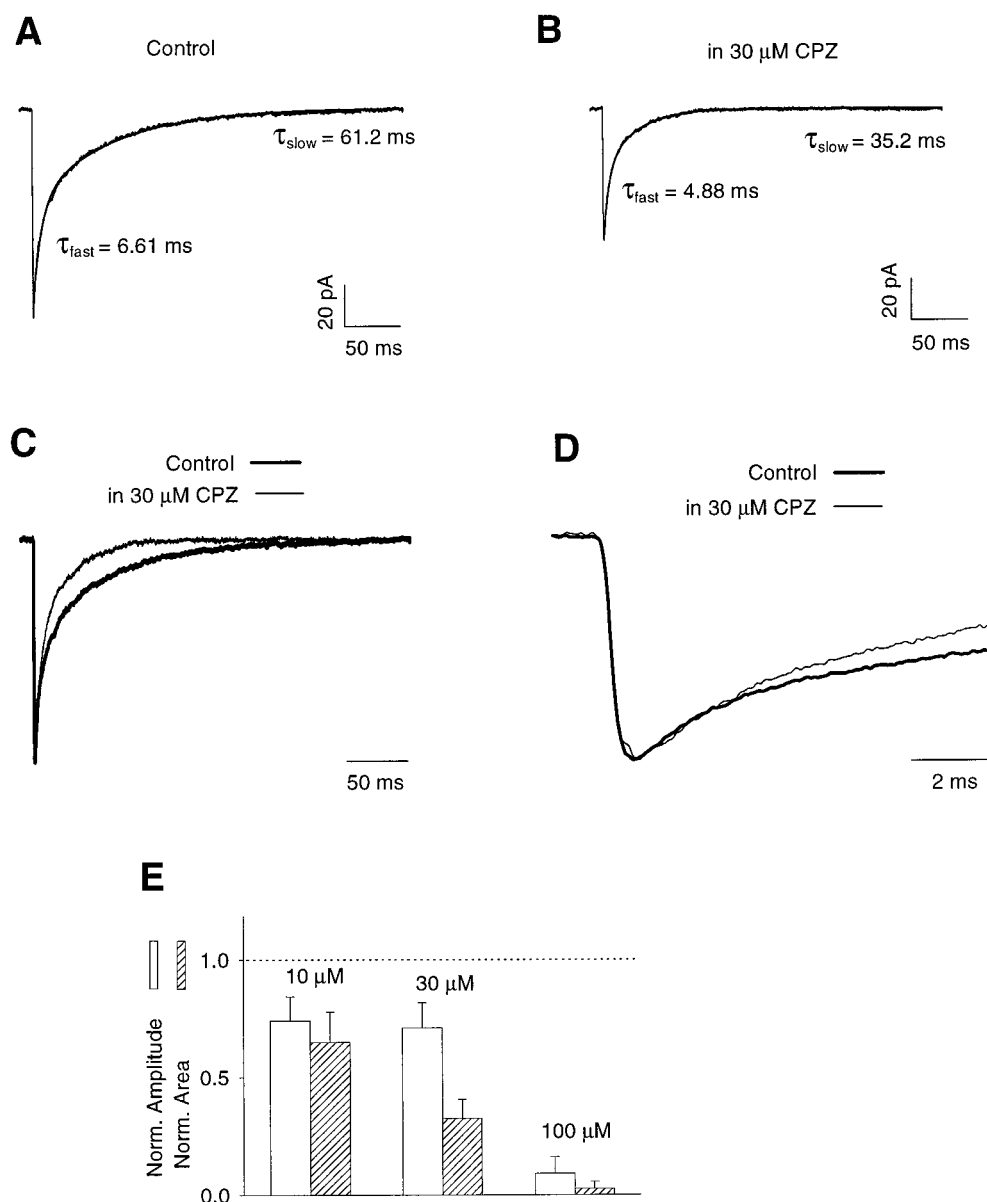 A
Control
τslow = 61.2 ms
τfast = 6.61 ms
20 pA
50 ms
B
in 30 μM CPZ
τslow = 35.2 ms
τfast = 4.88 ms
20 pA
50 ms
C
Control
in 30 μM CPZ
50 ms
D
Control
in 30 μM CPZ
2 ms
E
Norm. Amplitude
Norm. Area
1.0
0.5
0.0
10 μM
30 μM
100 μM